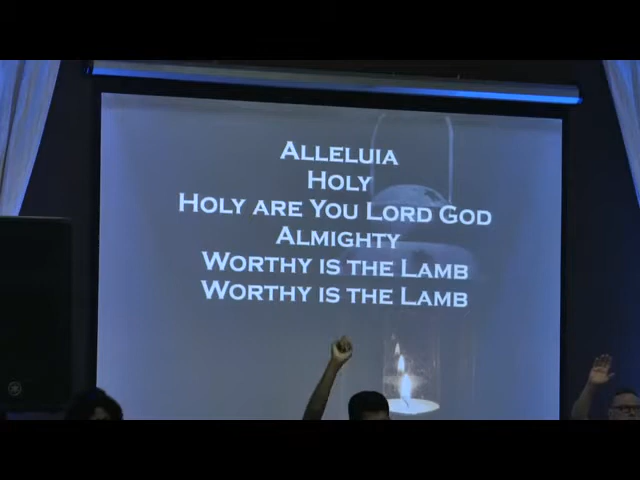 Alleluia
Holy
Holy are You Lord God
Almighty
Worthy is the Lamb
Worthy is the Lamb